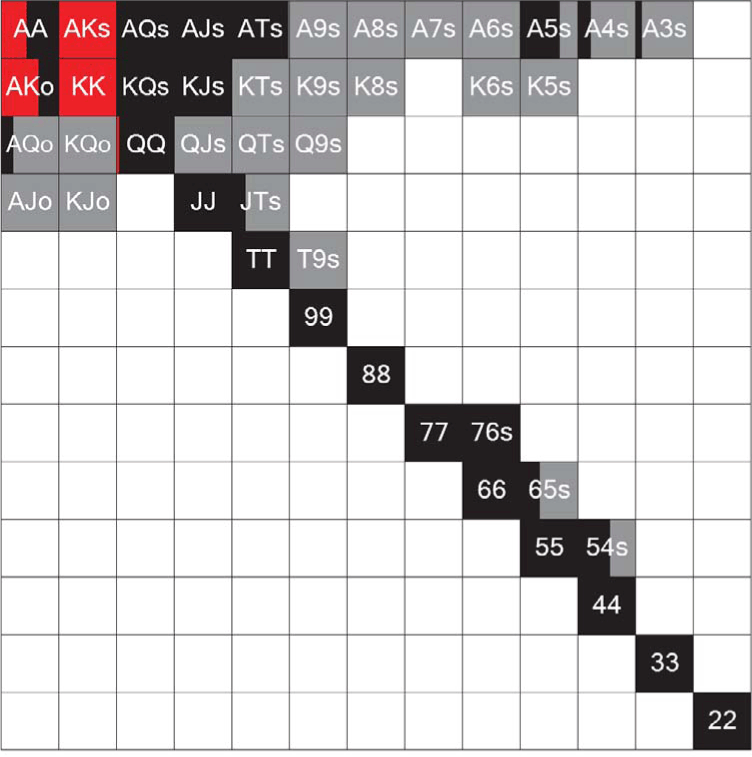 AA AKs AQs AJs ATs A9s A8s A7s A6s A5s A4s A3s
AKo KK KQs KJs KTs K9s K8s K6s K5s
AQo KQo QQ QJs QTs Q9s
AJo KJo JJ JTs
TT T9s
99
88
77 76s
66 65s
55 54s
44
33
22